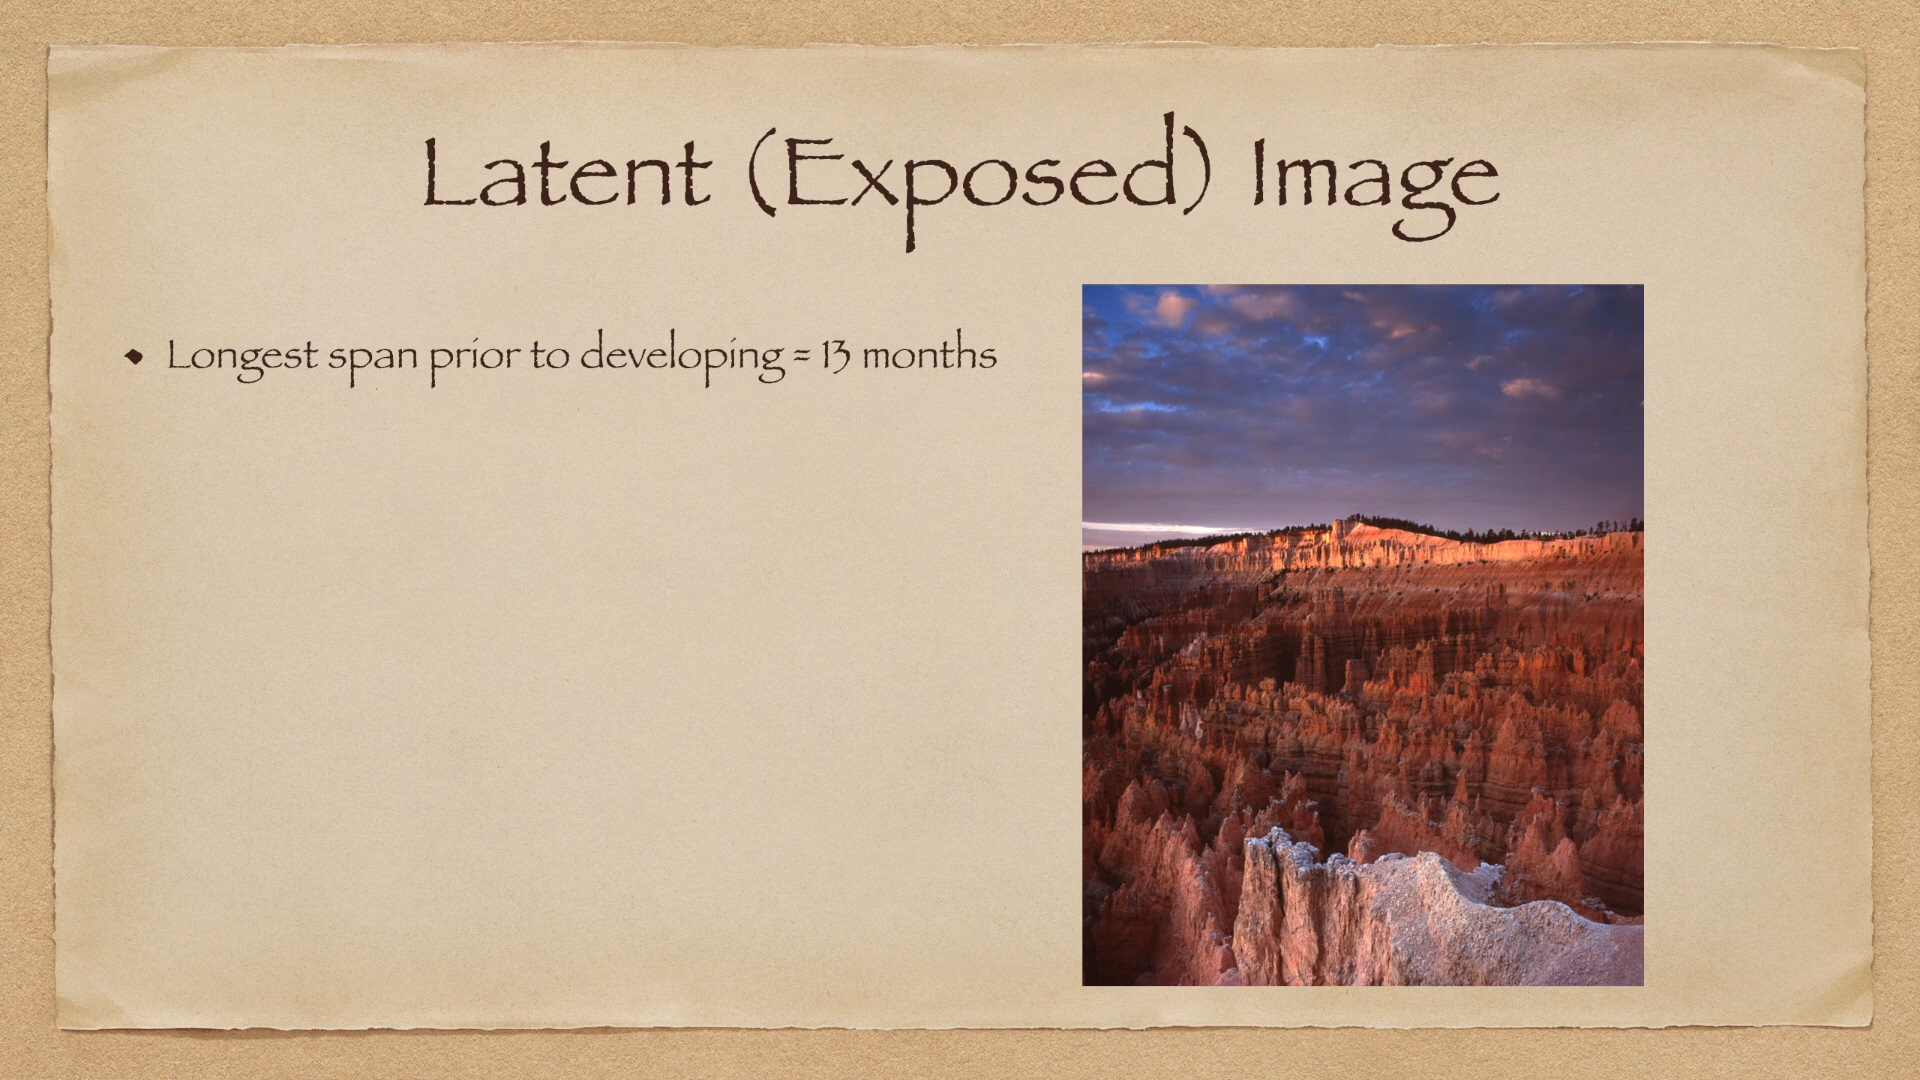 Latent (Exposed) Image
Longest span prior to developing = 13 months